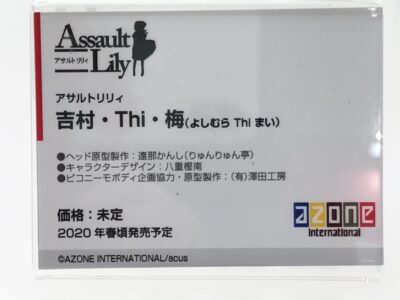 Assault
アサルトリリィ
Lily
アサルトリリィ
吉村・Thi・梅(よしむら Thi まい)
●ヘッド原型製作：遠那かんし(りゅんりゅん亭)
●キャラクターデザイン：八重樫南
●ピコニーモボディ企画協力・原型製作：(有)澤田工房
価格：未定
2020年春頃発売予定
azone
international
©AZONE INTERNATIONAL/acus